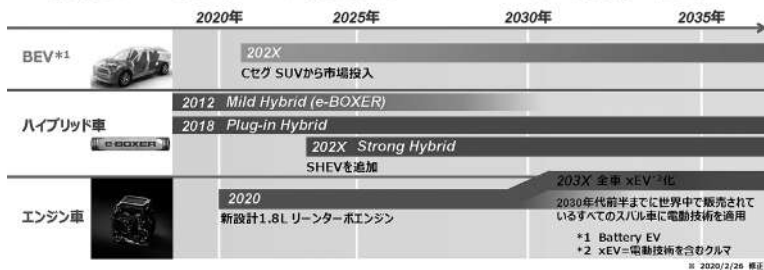 2020年 2025年 2030年 2035年
BEV*1
202X
Cセグ SUVから市場投入
2012 Mild Hybrid (e-BOXER)
ハイブリッド車
2018 Plug-in Hybrid
e-BOXER
202X Strong Hybrid
SHEVを追加
203X 全車 xEV*2化
2020
エンジン車
新設計1.8L リーンターボエンジン
2030年代前半までに世界中で販売されて
いるすべてのスバル車に電動技術を適用
*1 Battery EV
*2 xEV=電動技術を含むクルマ
※ 2020/2/26 修正